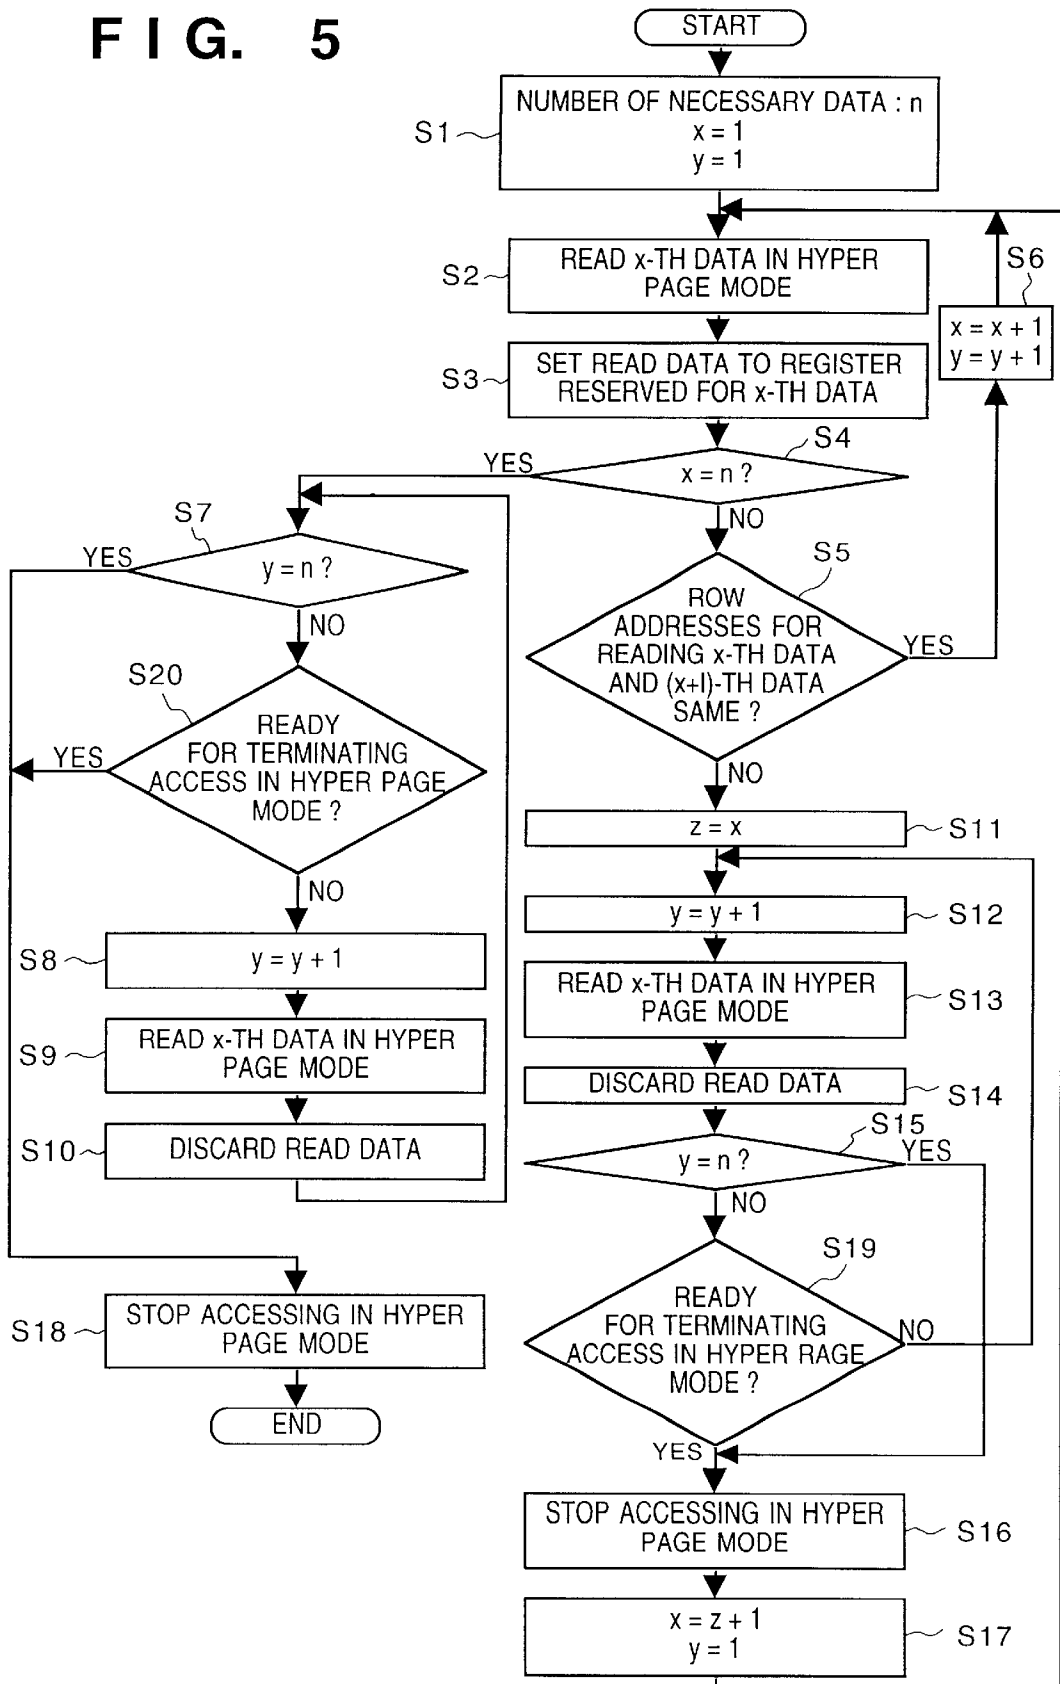 FIG. 5
START
NUMBER OF NECESSARY DATA : n
x = 1
y = 1
S1
READ x-TH DATA IN HYPER
PAGE MODE
S2
S6
x = x + 1
y = y + 1
SET READ DATA TO REGISTER
RESERVED FOR x-TH DATA
S3
S4
x = n ?
YES
NO
S7
y = n ?
YES
NO
S5
ROW
ADDRESSES FOR
READING x-TH DATA
AND (x+I)-TH DATA
SAME ?
YES
NO
S20
READY
FOR TERMINATING
ACCESS IN HYPER PAGE
MODE ?
YES
NO
z = x
S11
y = y + 1
S12
S8
y = y + 1
READ x-TH DATA IN HYPER
PAGE MODE
S13
S9
READ x-TH DATA IN HYPER
PAGE MODE
DISCARD READ DATA
S14
S10
DISCARD READ DATA
S15
y = n ?
YES
NO
S19
READY
FOR TERMINATING
ACCESS IN HYPER RAGE
MODE ?
NO
YES
S18
STOP ACCESSING IN HYPER
PAGE MODE
END
STOP ACCESSING IN HYPER
PAGE MODE
S16
x = z + 1
y = 1
S17